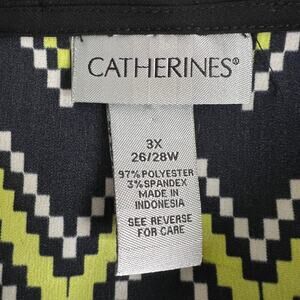 CATHERINES®
3X
26/28W
97% POLYESTER
3% SPANDEX
MADE IN
INDONESIA
SEE REVERSE
FOR CARE